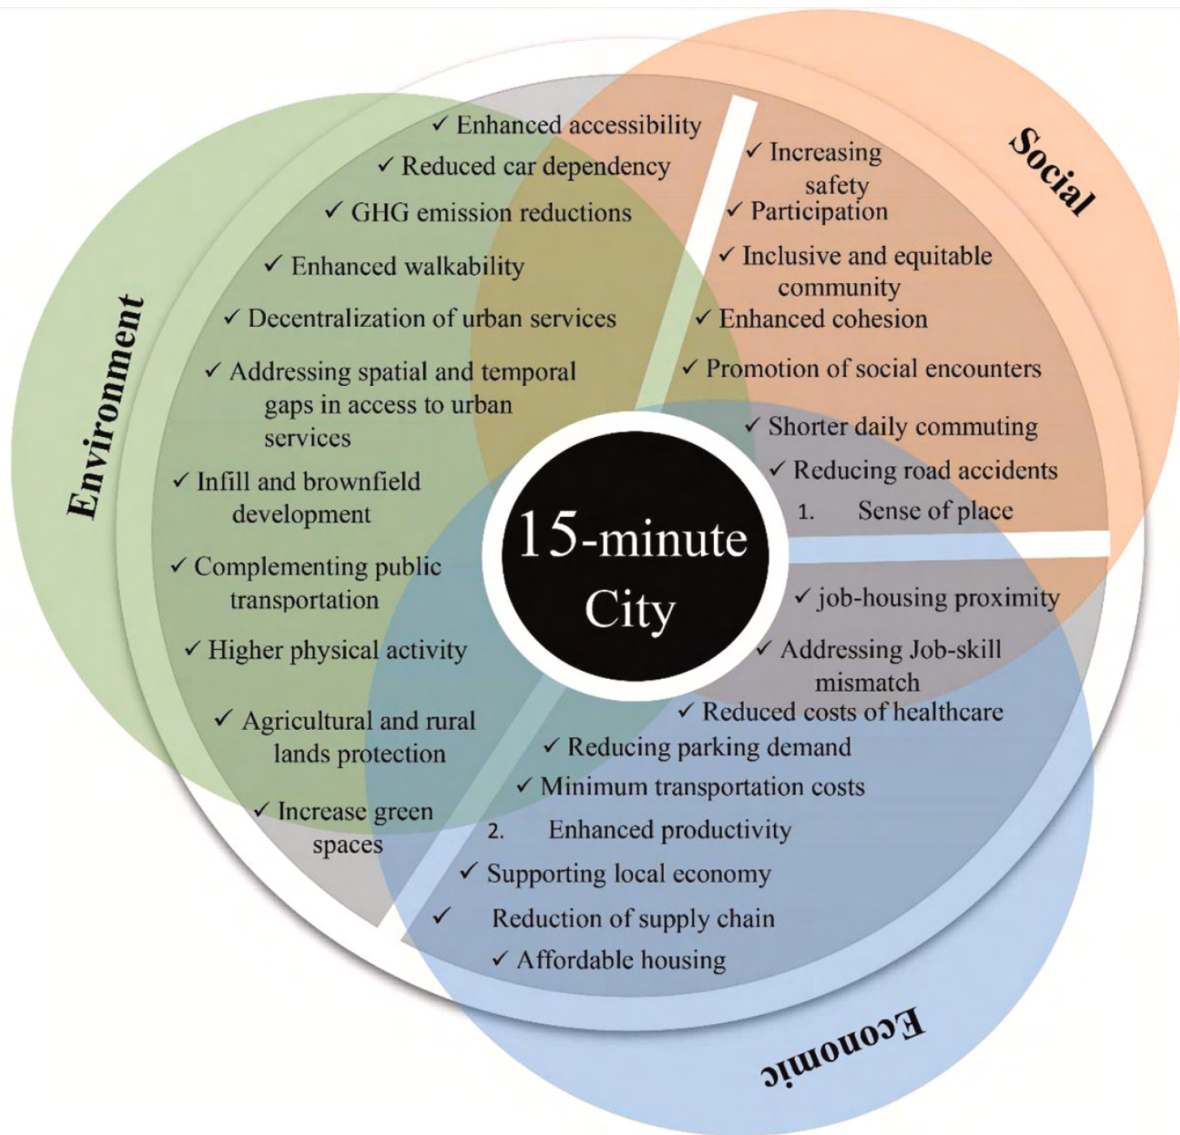 Social
Environment
Economic
15-minute
City
✓ Enhanced accessibility
✓ Reduced car dependency
✓ GHG emission reductions
✓ Enhanced walkability
✓ Decentralization of urban services
✓ Addressing spatial and temporal
gaps in access to urban
services
✓ Infill and brownfield
development
✓ Complementing public
transportation
✓ Higher physical activity
✓ Agricultural and rural
lands protection
✓ Increase green
spaces
✓ Increasing
safety
✓ Participation
✓ Inclusive and equitable
community
✓ Enhanced cohesion
✓ Promotion of social encounters
✓ Shorter daily commuting
✓ Reducing road accidents
1. Sense of place
✓ job-housing proximity
✓ Addressing Job-skill
mismatch
✓ Reduced costs of healthcare
✓ Reducing parking demand
✓ Minimum transportation costs
2. Enhanced productivity
✓ Supporting local economy
✓ Reduction of supply chain
✓ Affordable housing